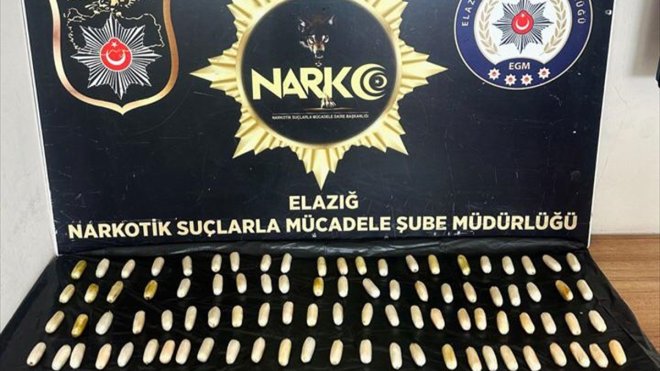 NARKO
NARKOTİK SUÇLARLA MÜCADELE DAİRE BAŞKANLIĞI
EGM
ELAZIĞ
NARKOTİK SUÇLARLA MÜCADELE ŞUBE MÜDÜRLÜĞÜ